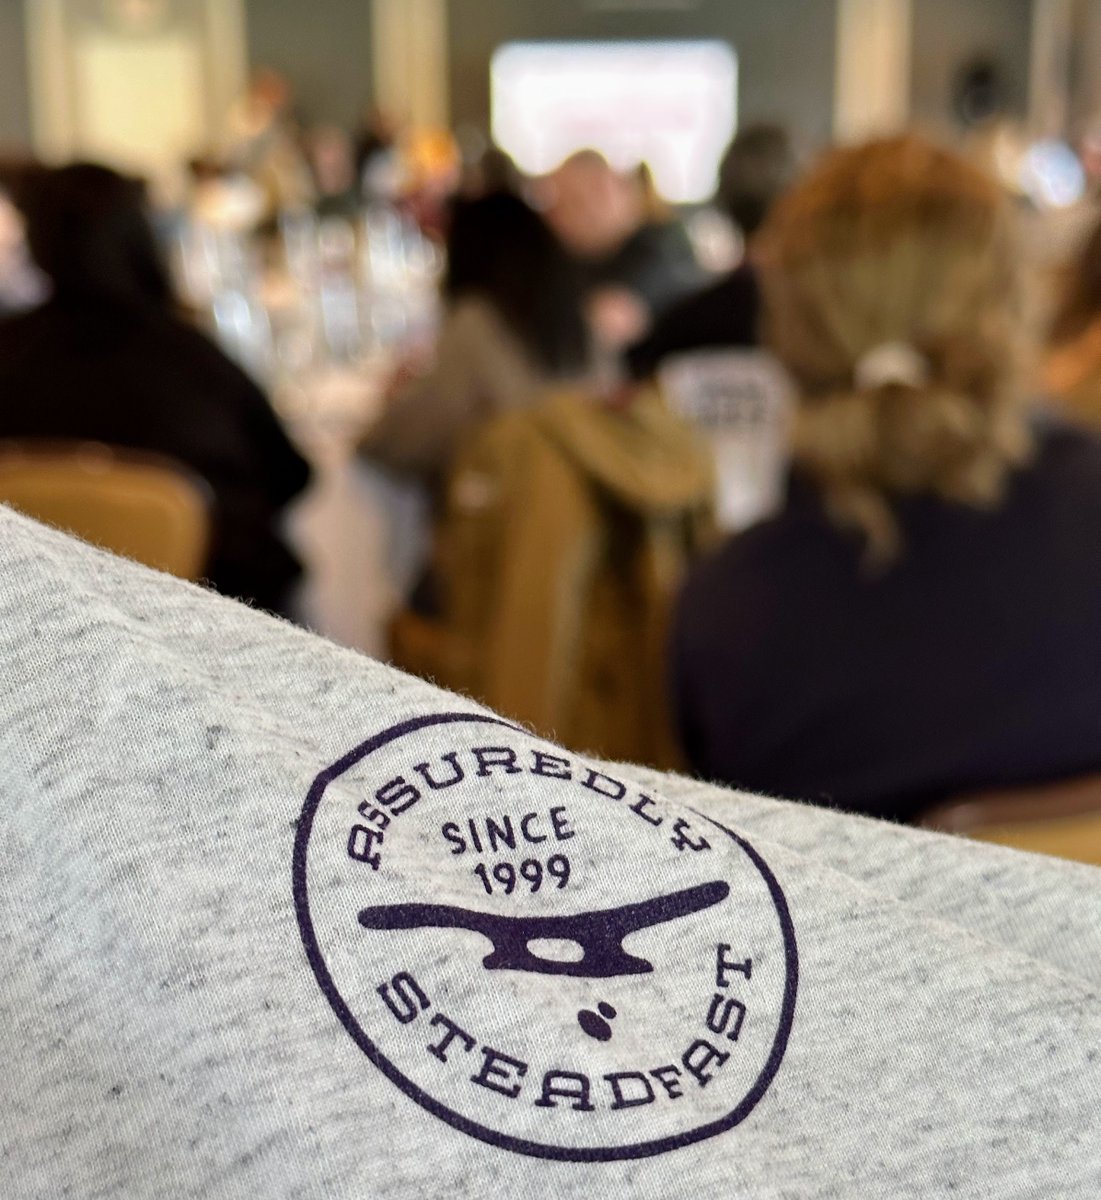 ASSUREDLY
SINCE
1999
STEADFAST